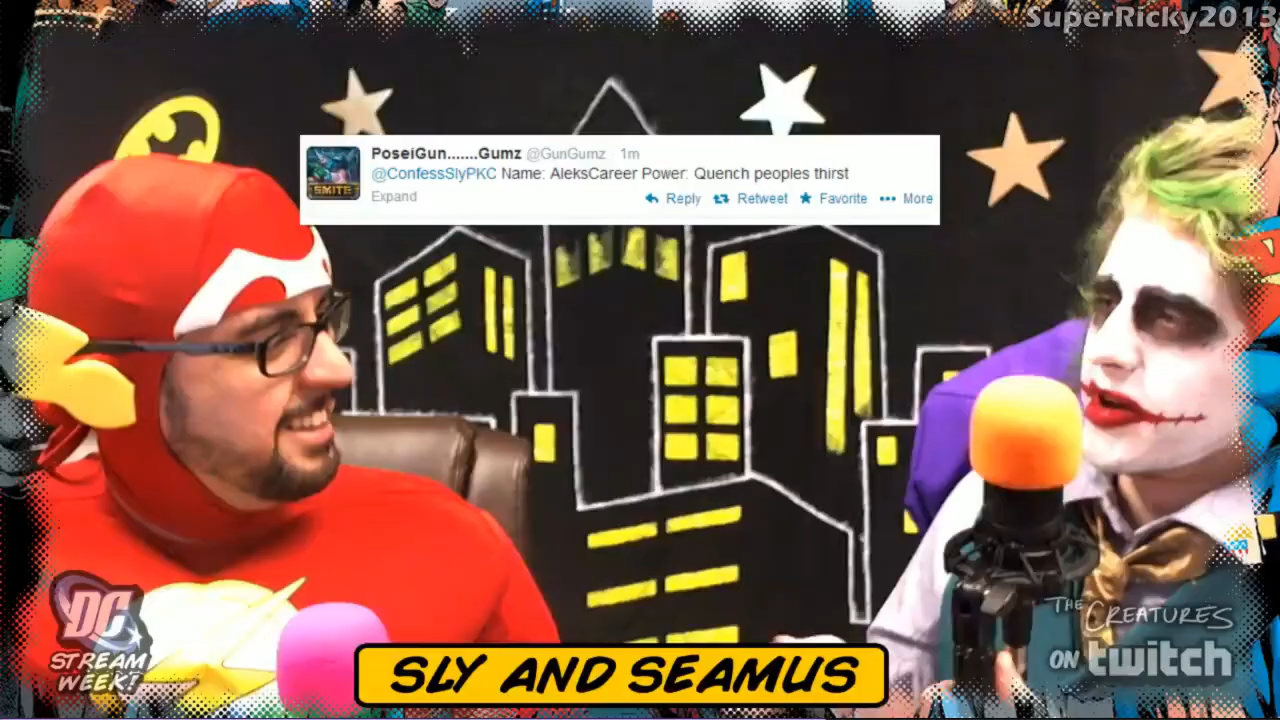 SuperRicky2013
PoseiGun.......Gumz @GunGumz 1m
@ConfessSlyPKC Name: AleksCareer Power: Quench peoples thirst
Expand
Reply Retweet Favorite More
SMITE
DC
STREAM
WEEK!
SLY AND SEAMUS
THE CREATURES
ON twitch